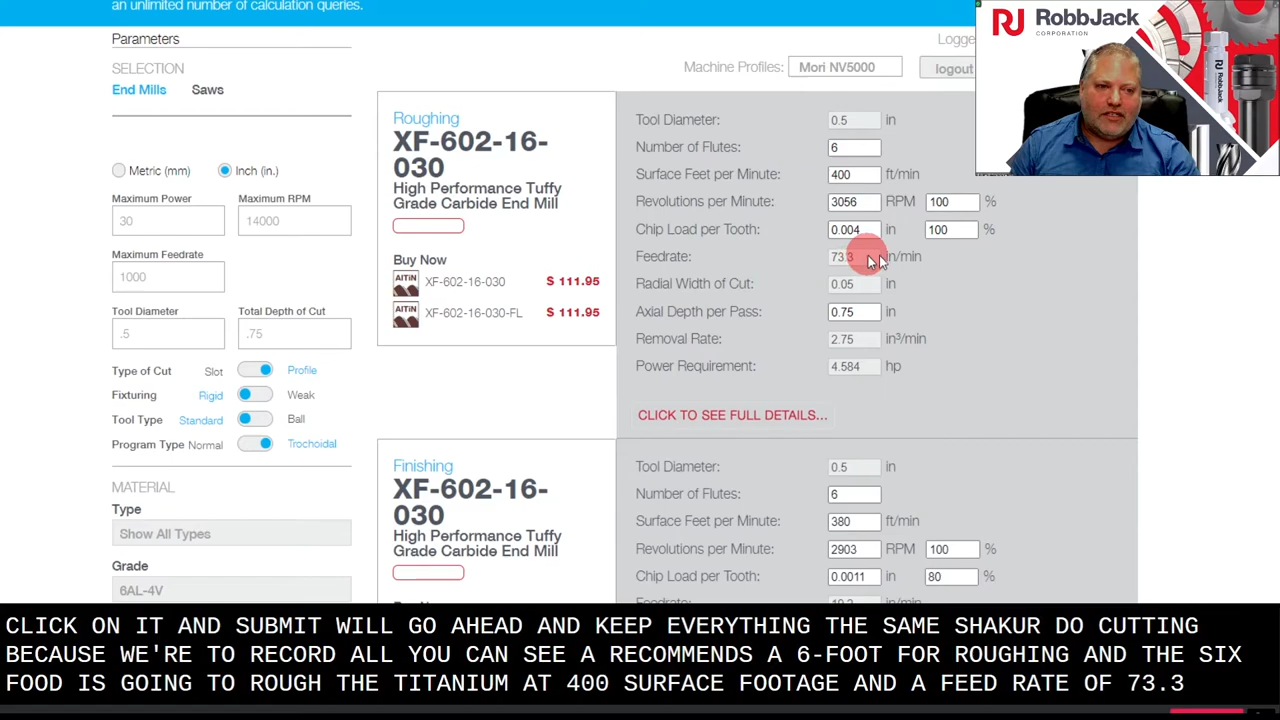 an unlimited number of calculation queries.
RJ RobbJack
CORPORATION
Parameters
Logge
SELECTION
Machine Profiles: Mori NV5000 logout
End Mills Saws
Metric (mm) Inch (in.)
Maximum Power Maximum RPM
30 14000
Maximum Feedrate
1000
Tool Diameter Total Depth of Cut
.5 .75
Type of Cut Slot Profile
Fixturing Rigid Weak
Tool Type Standard Ball
Program Type Normal Trochoidal
MATERIAL
Type
Show All Types
Grade
6AL-4V
Roughing
XF-602-16-
030
High Performance Tuffy
Grade Carbide End Mill
Buy Now
AlTiN XF-602-16-030 $ 111.95
AlTiN XF-602-16-030-FL $ 111.95
Tool Diameter: 0.5 in
Number of Flutes: 6
Surface Feet per Minute: 400 ft/min
Revolutions per Minute: 3056 RPM 100 %
Chip Load per Tooth: 0.004 in 100 %
Feedrate: 73.3 in/min
Radial Width of Cut: 0.05 in
Axial Depth per Pass: 0.75 in
Removal Rate: 2.75 in³/min
Power Requirement: 4.584 hp
CLICK TO SEE FULL DETAILS...
Finishing
XF-602-16-
030
High Performance Tuffy
Grade Carbide End Mill
Tool Diameter: 0.5 in
Number of Flutes: 6
Surface Feet per Minute: 380 ft/min
Revolutions per Minute: 2903 RPM 100 %
Chip Load per Tooth: 0.0011 in 80 %
CLICK ON IT AND SUBMIT WILL GO AHEAD AND KEEP EVERYTHING THE SAME SHAKUR DO CUTTING
BECAUSE WE'RE TO RECORD ALL YOU CAN SEE A RECOMMENDS A 6-FOOT FOR ROUGHING AND THE SIX
FOOD IS GOING TO ROUGH THE TITANIUM AT 400 SURFACE FOOTAGE AND A FEED RATE OF 73.3